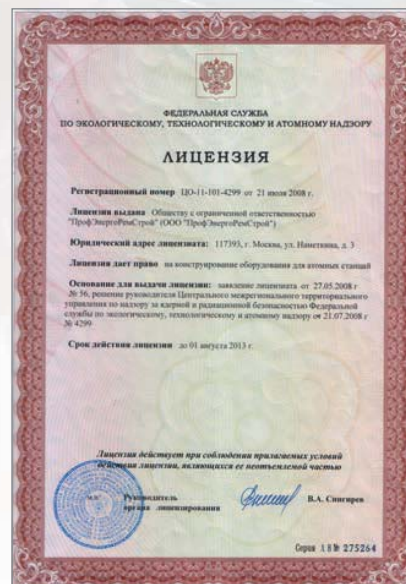 ФЕДЕРАЛЬНАЯ СЛУЖБА
ПО ЭКОЛОГИЧЕСКОМУ, ТЕХНОЛОГИЧЕСКОМУ И АТОМНОМУ НАДЗОРУ
ЛИЦЕНЗИЯ
Регистрационный номер ЦО-11-101-4299 от 21 июля 2008 г.
Лицензия выдана Обществу с ограниченной ответственностью
"ПрофЭнергоРемСтрой" (ООО "ПрофЭнергоРемСтрой")
Юридический адрес лицензиата: 117393, г. Москва, ул. Наметкина, д. 3
Лицензия дает право на конструирование оборудования для атомных станций
Основание для выдачи лицензии: заявление лицензиата от 27.05.2008 г
№ 56, решение руководителя Центрального межрегионального территориального
управления по надзору за ядерной и радиационной безопасностью Федеральной
службы по экологическому, технологическому и атомному надзору от 21.07.2008 г
№ 4299
Срок действия лицензии до 01 августа 2013 г.
Лицензия действует при соблюдении прилагаемых условий
действия лицензии, являющихся ее неотъемлемой частью
М.П. Руководитель
органа лицензирования
В.А. Снигирев
Серия А В № 275264